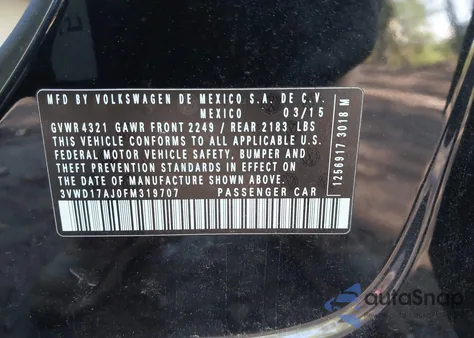 MFD BY VOLKSWAGEN DE MEXICO S.A. DE C.V.
MEXICO 03/15
GVWR 4321 GAWR FRONT 2249 / REAR 2183 LBS
THIS VEHICLE CONFORMS TO ALL APPLICABLE U.S.
FEDERAL MOTOR VEHICLE SAFETY, BUMPER AND
THEFT PREVENTION STANDARDS IN EFFECT ON
THE DATE OF MANUFACTURE SHOWN ABOVE.
3VWD17AJ0FM319707 PASSENGER CAR
1256917 3018 M
autoSnap